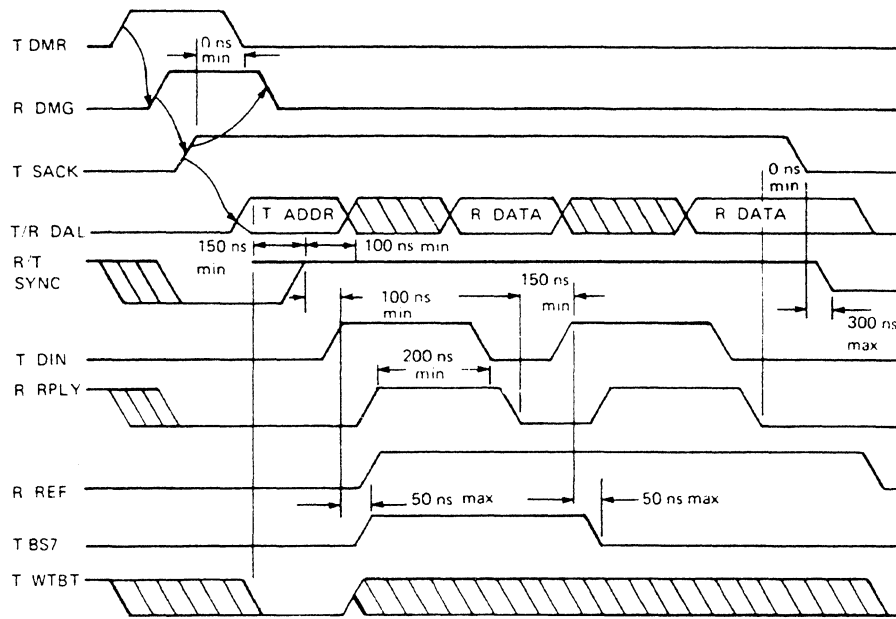 T DMR
0 ns
min
R DMG
T SACK
0 ns
min
T/R DAL
T ADDR
R DATA
R DATA
150 ns
min
100 ns min
R/T
SYNC
100 ns
min
150 ns
min
300 ns
max
T DIN
200 ns
min
R RPLY
R REF
50 ns max
50 ns max
T BS7
T WTBT